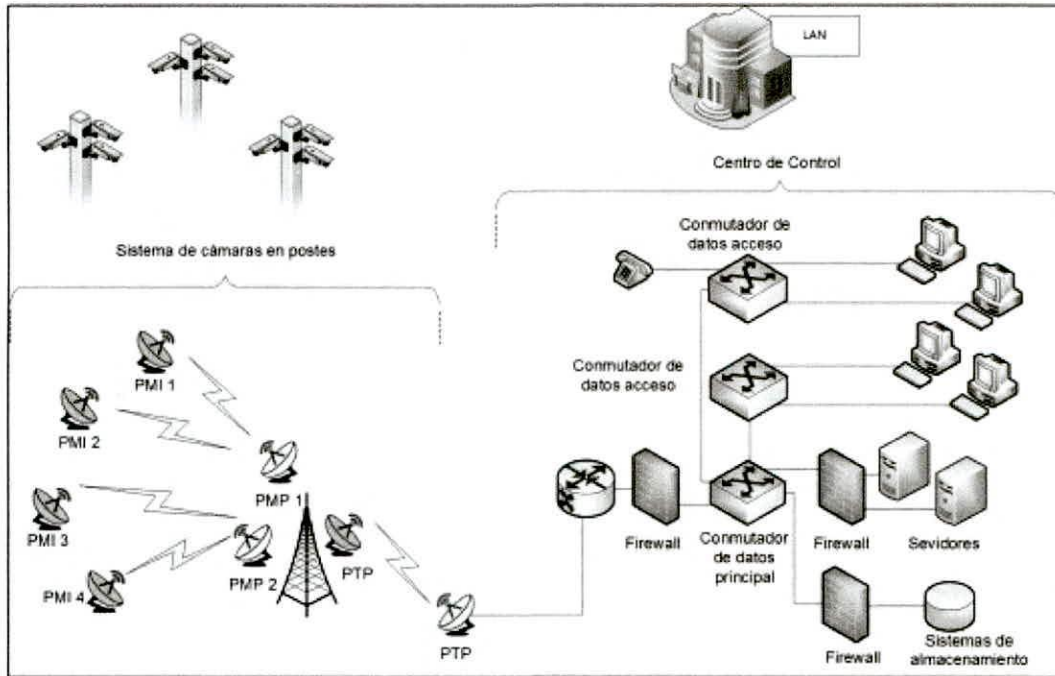 LAN
Centro de Control
Sistema de câmaras en postes
Conmutador de
datos acceso
Conmutador de
datos acceso
PMI 1
PMI 2
PMI 3
PMI 4
PMP 1
PMP 2
PTP
PTP
Firewall
Conmutador
de datos
principal
Firewall
Sevidores
Firewall
Sistemas de
almacenamiento